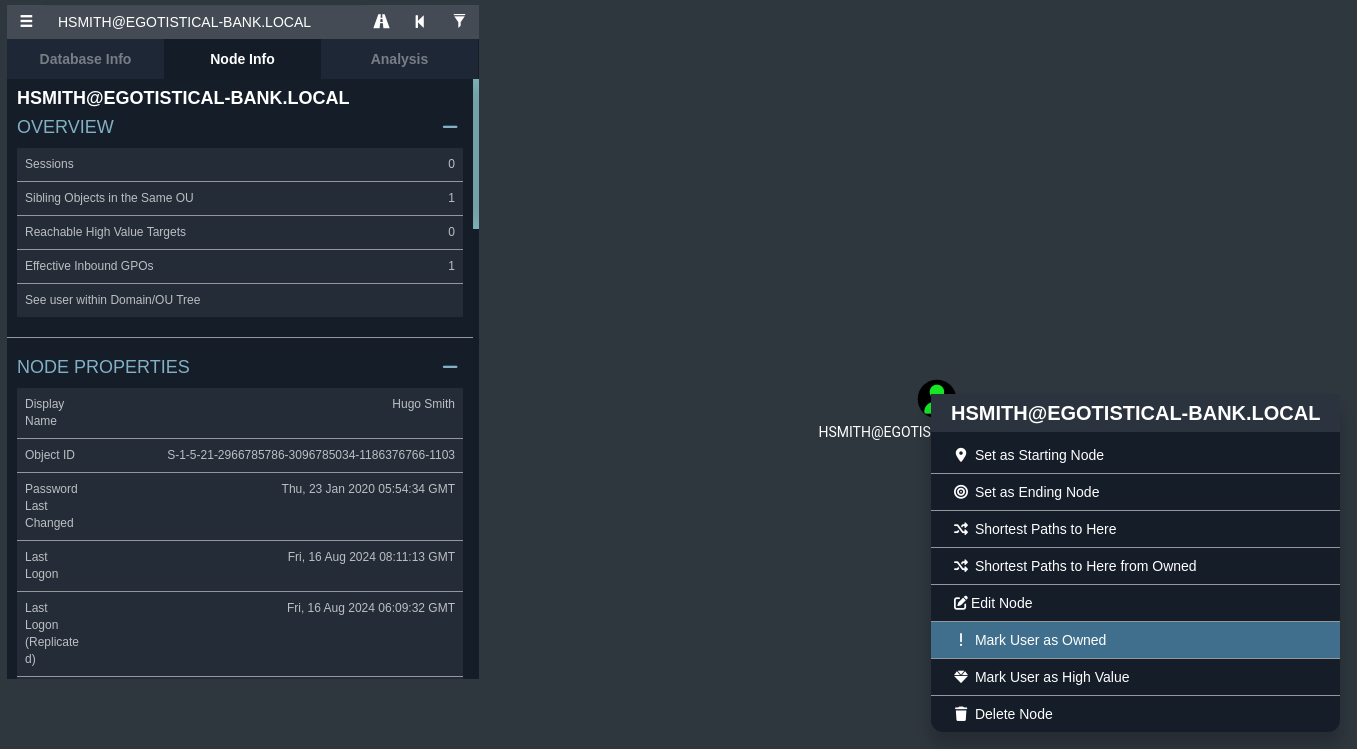 HSMITH@EGOTISTICAL-BANK.LOCAL
Database Info
Node Info
Analysis
HSMITH@EGOTISTICAL-BANK.LOCAL
OVERVIEW
Sessions 0
Sibling Objects in the Same OU 1
Reachable High Value Targets 0
Effective Inbound GPOs 1
See user within Domain/OU Tree
NODE PROPERTIES
Display Hugo Smith
Name
Object ID S-1-5-21-2966785786-3096785034-1186376766-1103
Password Thu, 23 Jan 2020 05:54:34 GMT
Last
Changed
Last Fri, 16 Aug 2024 08:11:13 GMT
Logon
Last Fri, 16 Aug 2024 06:09:32 GMT
Logon
(Replicate
d)
HSMITH@EGOTIS
HSMITH@EGOTISTICAL-BANK.LOCAL
Set as Starting Node
Set as Ending Node
Shortest Paths to Here
Shortest Paths to Here from Owned
Edit Node
Mark User as Owned
Mark User as High Value
Delete Node